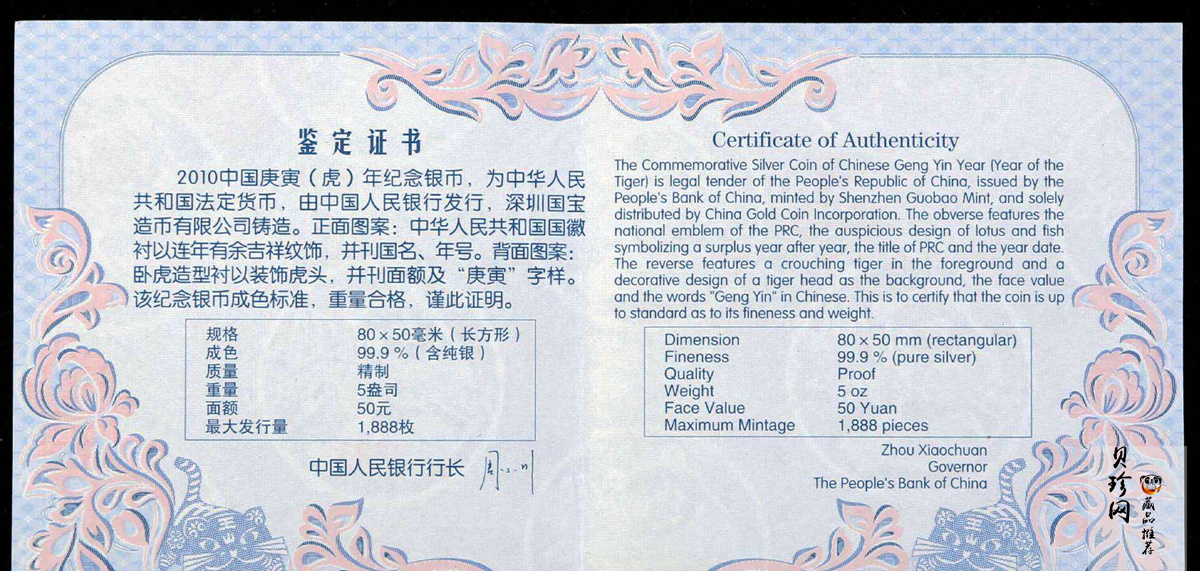 鉴定证书
2010中国庚寅（虎）年纪念银币，为中华人民
共和国法定货币，由中国人民银行发行，深圳国宝
造币有限公司铸造。正面图案：中华人民共和国国徽
衬以连年有余吉祥纹饰，并刊国名、年号。背面图案：
卧虎造型衬以装饰虎头，并刊面额及“庚寅”字样。
该纪念银币成色标准，重量合格，谨此证明。
规格 80×50毫米（长方形）
成色 99.9％（含纯银）
质量 精制
重量 5盎司
面额 50元
最大发行量 1,888枚
中国人民银行行长 周小川
Certificate of Authenticity
The Commemorative Silver Coin of Chinese Geng Yin Year (Year of the
Tiger) is legal tender of the People's Republic of China, issued by the
People's Bank of China, minted by Shenzhen Guobao Mint, and solely
distributed by China Gold Coin Incorporation. The obverse features the
national emblem of the PRC, the auspicious design of lotus and fish
symbolizing a surplus year after year, the title of PRC and the year date.
The reverse features a crouching tiger in the foreground and a
decorative design of a tiger head as the background, the face value
and the words "Geng Yin" in Chinese. This is to certify that the coin is up
to standard as to its fineness and weight.
Dimension 80 × 50 mm (rectangular)
Fineness 99.9 % (pure silver)
Quality Proof
Weight 5 oz
Face Value 50 Yuan
Maximum Mintage 1,888 pieces
Zhou Xiaochuan
Governor
The People's Bank of China
贝珍网
藏品推荐